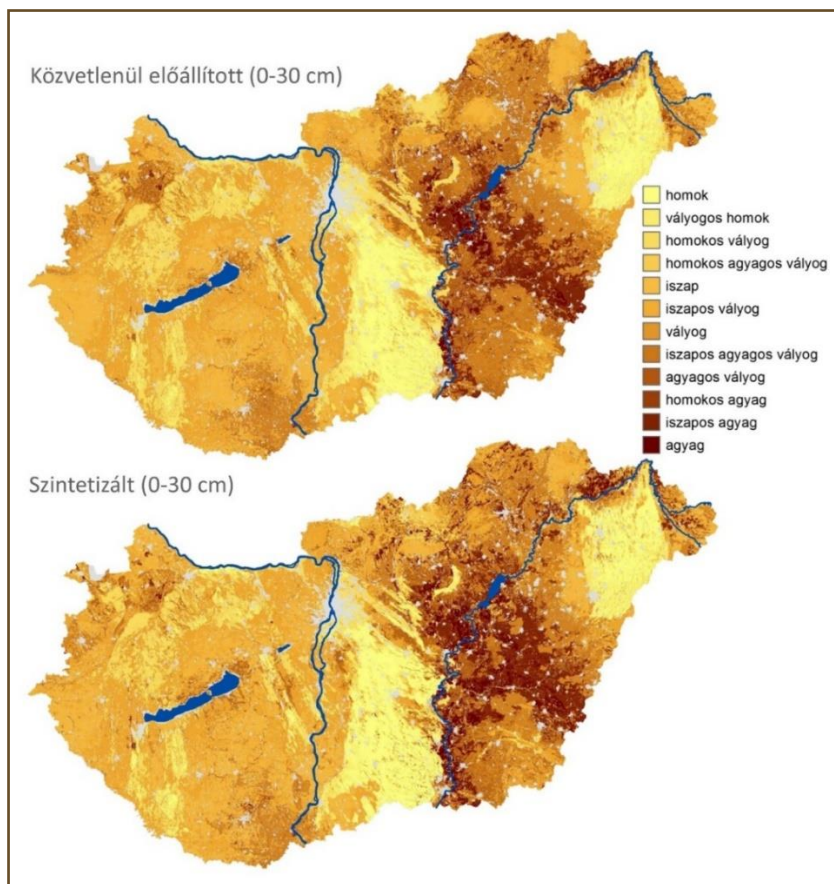 Közvetlenül előállított (0-30 cm)
homok
vályogos homok
homokos vályog
homokos agyagos vályog
iszap
iszapos vályog
vályog
iszapos agyagos vályog
agyagos vályog
homokos agyag
iszapos agyag
agyag
Szintetizált (0-30 cm)